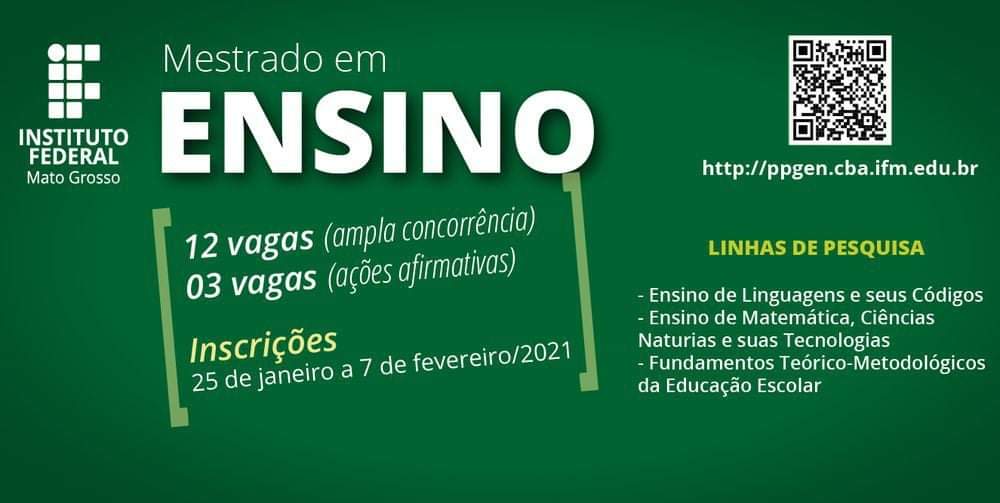 INSTITUTO
FEDERAL
Mato Grosso
Mestrado em
ENSINO
12 vagas (ampla concorrência)
03 vagas (ações afirmativas)
Inscrições
25 de janeiro a 7 de fevereiro/2021
http://ppgen.cba.ifm.edu.br
LINHAS DE PESQUISA
- Ensino de Linguagens e seus Códigos
- Ensino de Matemática, Ciências
Naturias e suas Tecnologias
- Fundamentos Teórico-Metodológicos
da Educação Escolar